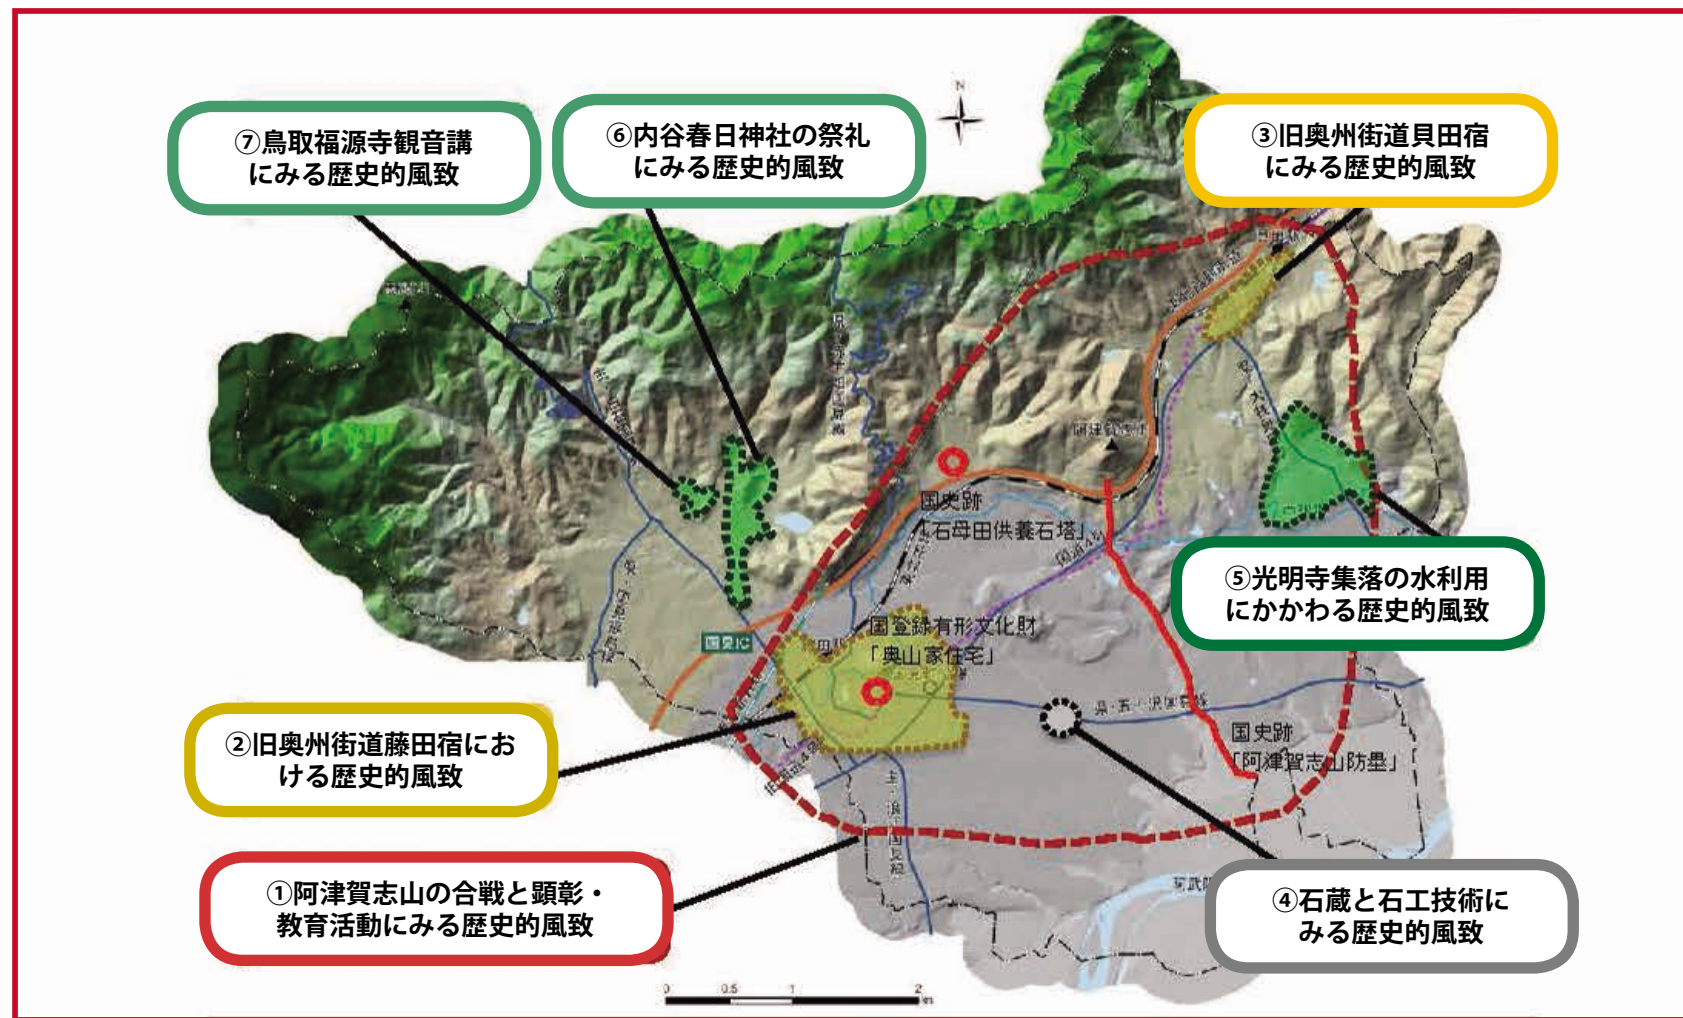 ⑦鳥取福源寺観音講
にみる歴史的風致
⑥内谷春日神社の祭礼
にみる歴史的風致
N
③旧奥州街道貝田宿
にみる歴史的風致
貝田駅
国史跡
「石母田供養石塔」
国道4号
⑤光明寺集落の水利用
にかかわる歴史的風致
国見IC
国登録有形文化財
「奥山家住宅」
②旧奥州街道藤田宿にお
ける歴史的風致
国史跡
「阿津賀志山防塁」
①阿津賀志山の合戦と顕彰・
教育活動にみる歴史的風致
④石蔵と石工技術に
みる歴史的風致
0 0.5 1 2
km